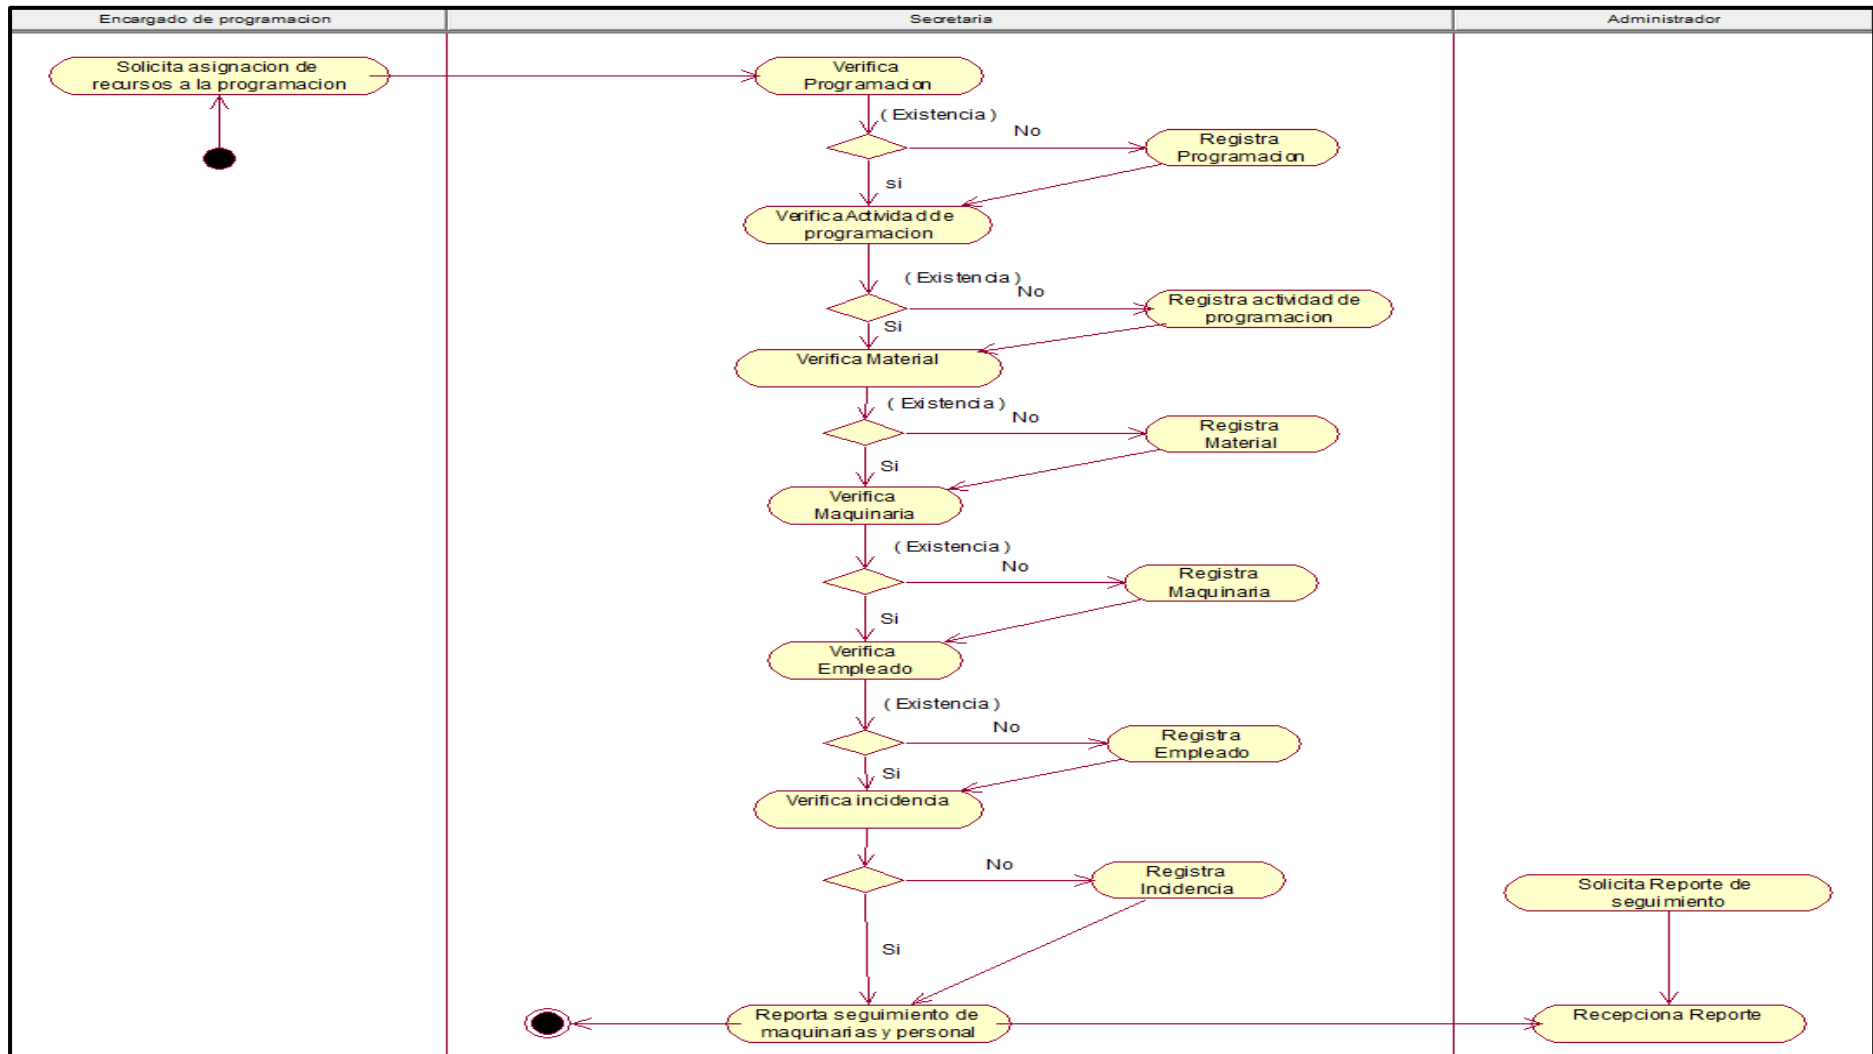 Encargado de programacion
Secretaria
Administrador
Solicita asignacion de
recursos a la programacion
Verifica
Programacion
( Existencia )
No
Registra
Programacion
si
Verifica Actividad de
programacion
( Existencia )
No
Registra actividad de
programacion
Si
Verifica Material
( Existencia )
No
Registra
Material
Si
Verifica
Maquinaria
( Existencia )
No
Registra
Maquinaria
Si
Verifica
Empleado
( Existencia )
No
Registra
Empleado
Si
Verifica incidencia
No
Registra
Incidencia
Solicita Reporte de
seguimiento
Si
Reporta seguimiento de
maquinarias y personal
Recepciona Reporte